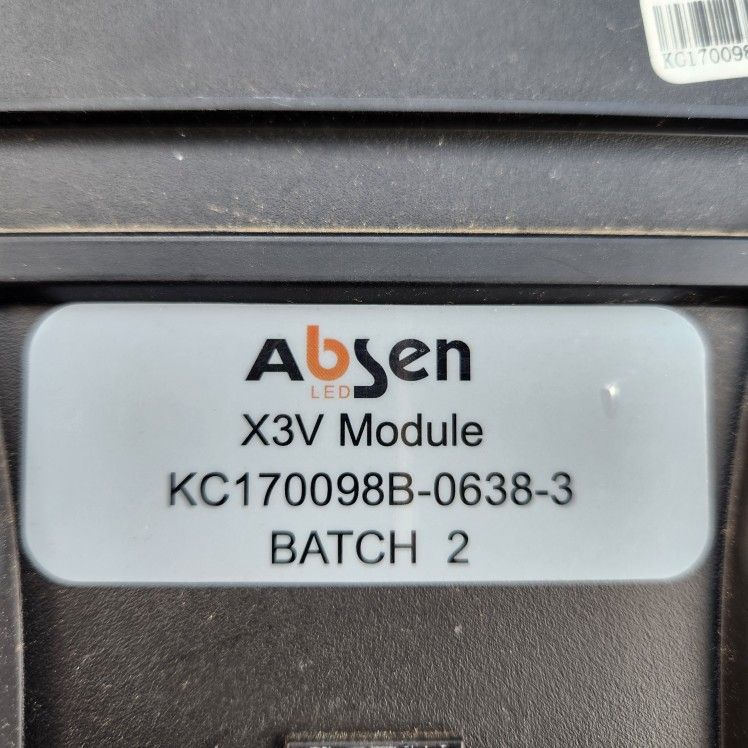 KC170098
Absen
LED
X3V Module
KC170098B-0638-3
BATCH 2